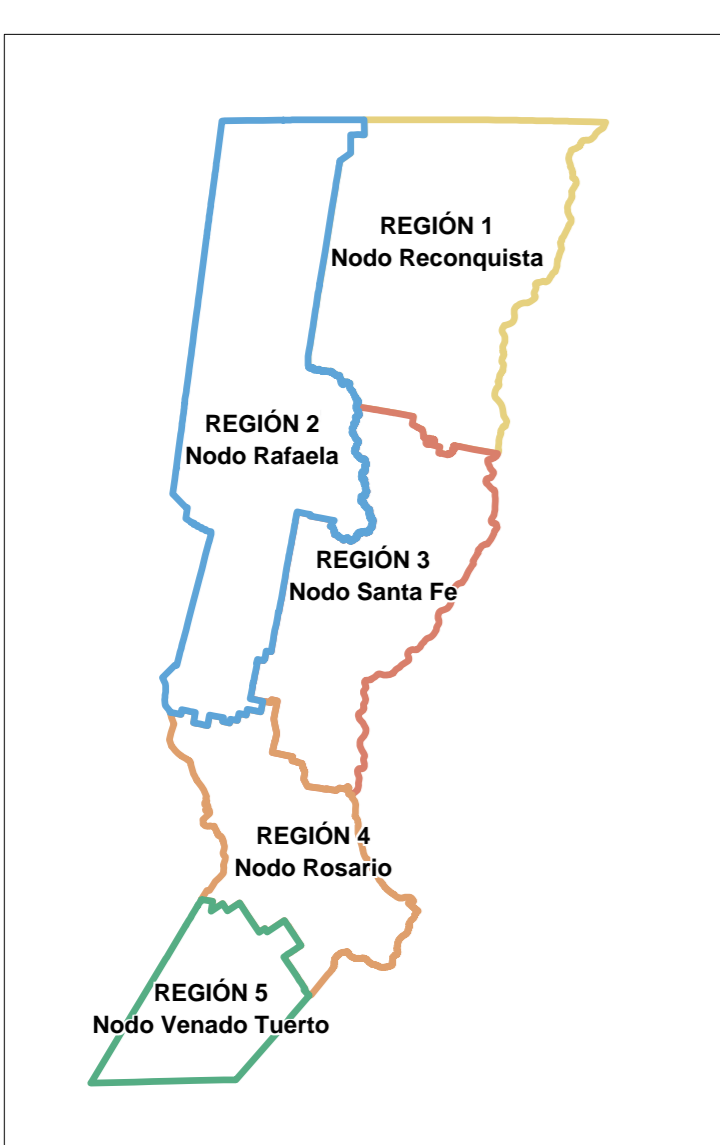 REGIÓN 1
Nodo Reconquista
REGIÓN 2
Nodo Rafaela
REGIÓN 3
Nodo Santa Fe
REGIÓN 4
Nodo Rosario
REGIÓN 5
Nodo Venado Tuerto